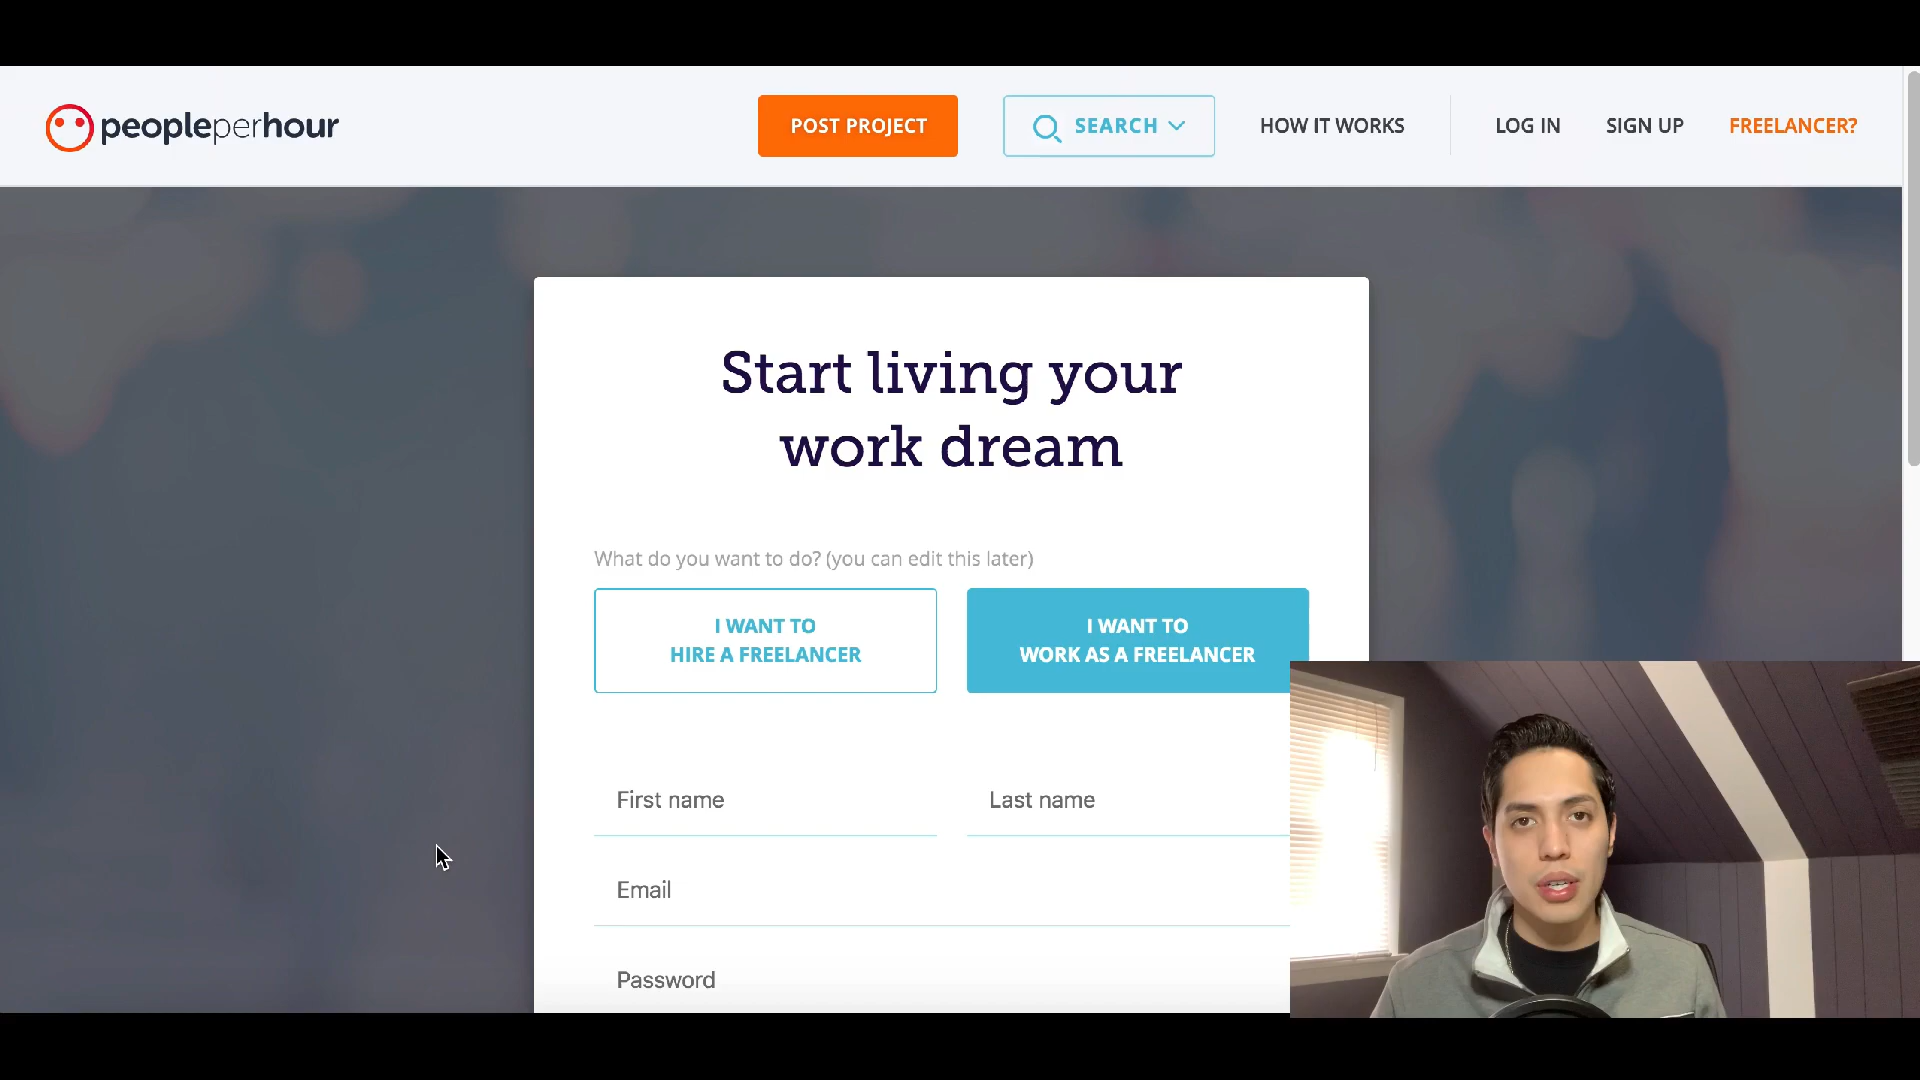 peopleperhour
POST PROJECT
SEARCH
HOW IT WORKS
LOG IN
SIGN UP
FREELANCER?
Start living your
work dream
What do you want to do? (you can edit this later)
I WANT TO
HIRE A FREELANCER
I WANT TO
WORK AS A FREELANCER
First name
Last name
Email
Password